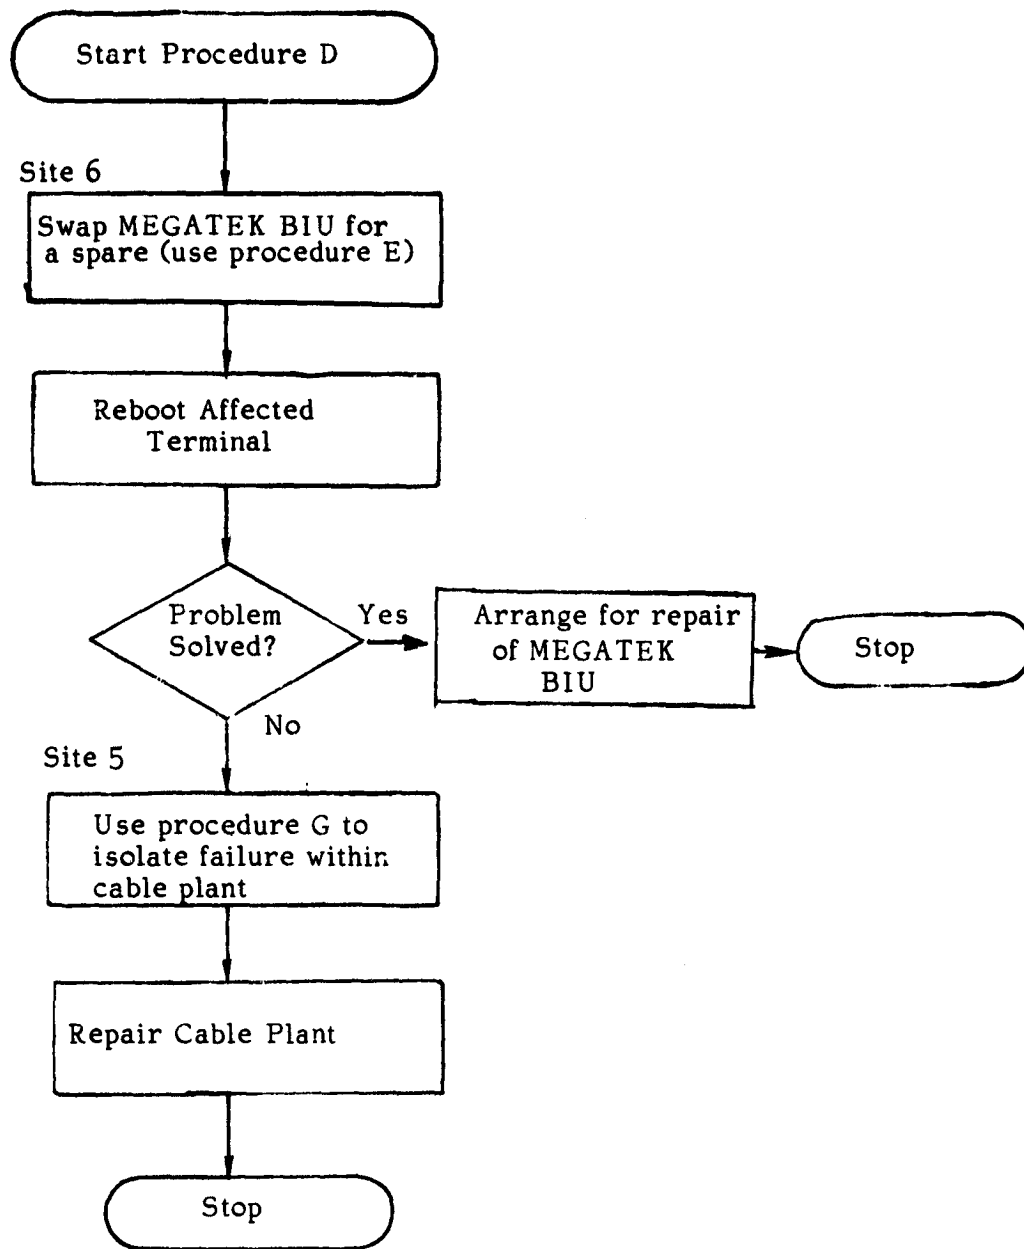 Start Procedure D
Site 6
Swap MEGATEK BIU for
a spare (use procedure E)
Reboot Affected
Terminal
Problem
Solved?
Yes
Arrange for repair
of MEGATEK
BIU
Stop
No
Site 5
Use procedure G to
isolate failure within
cable plant
Repair Cable Plant
Stop